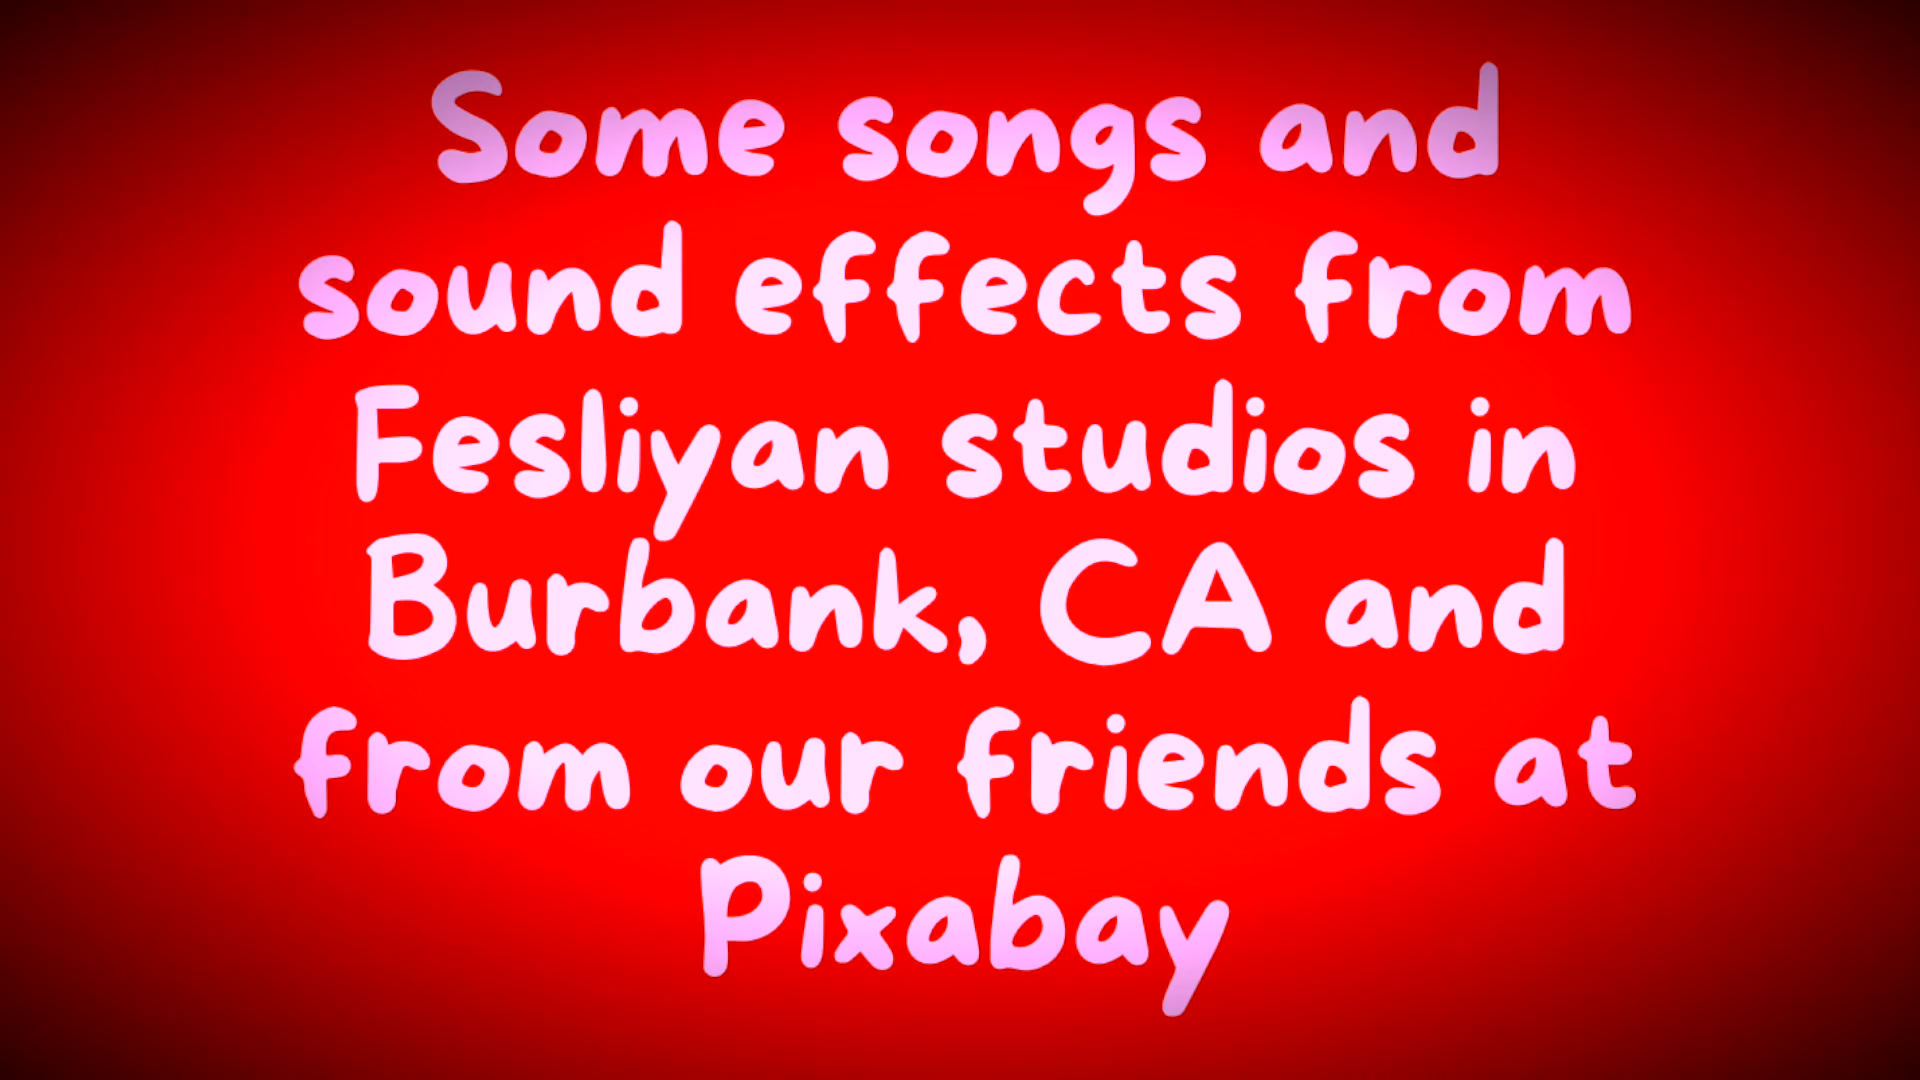 Some songs and
sound effects from
Fesliyan studios in
Burbank, CA and
from our friends at
Pixabay